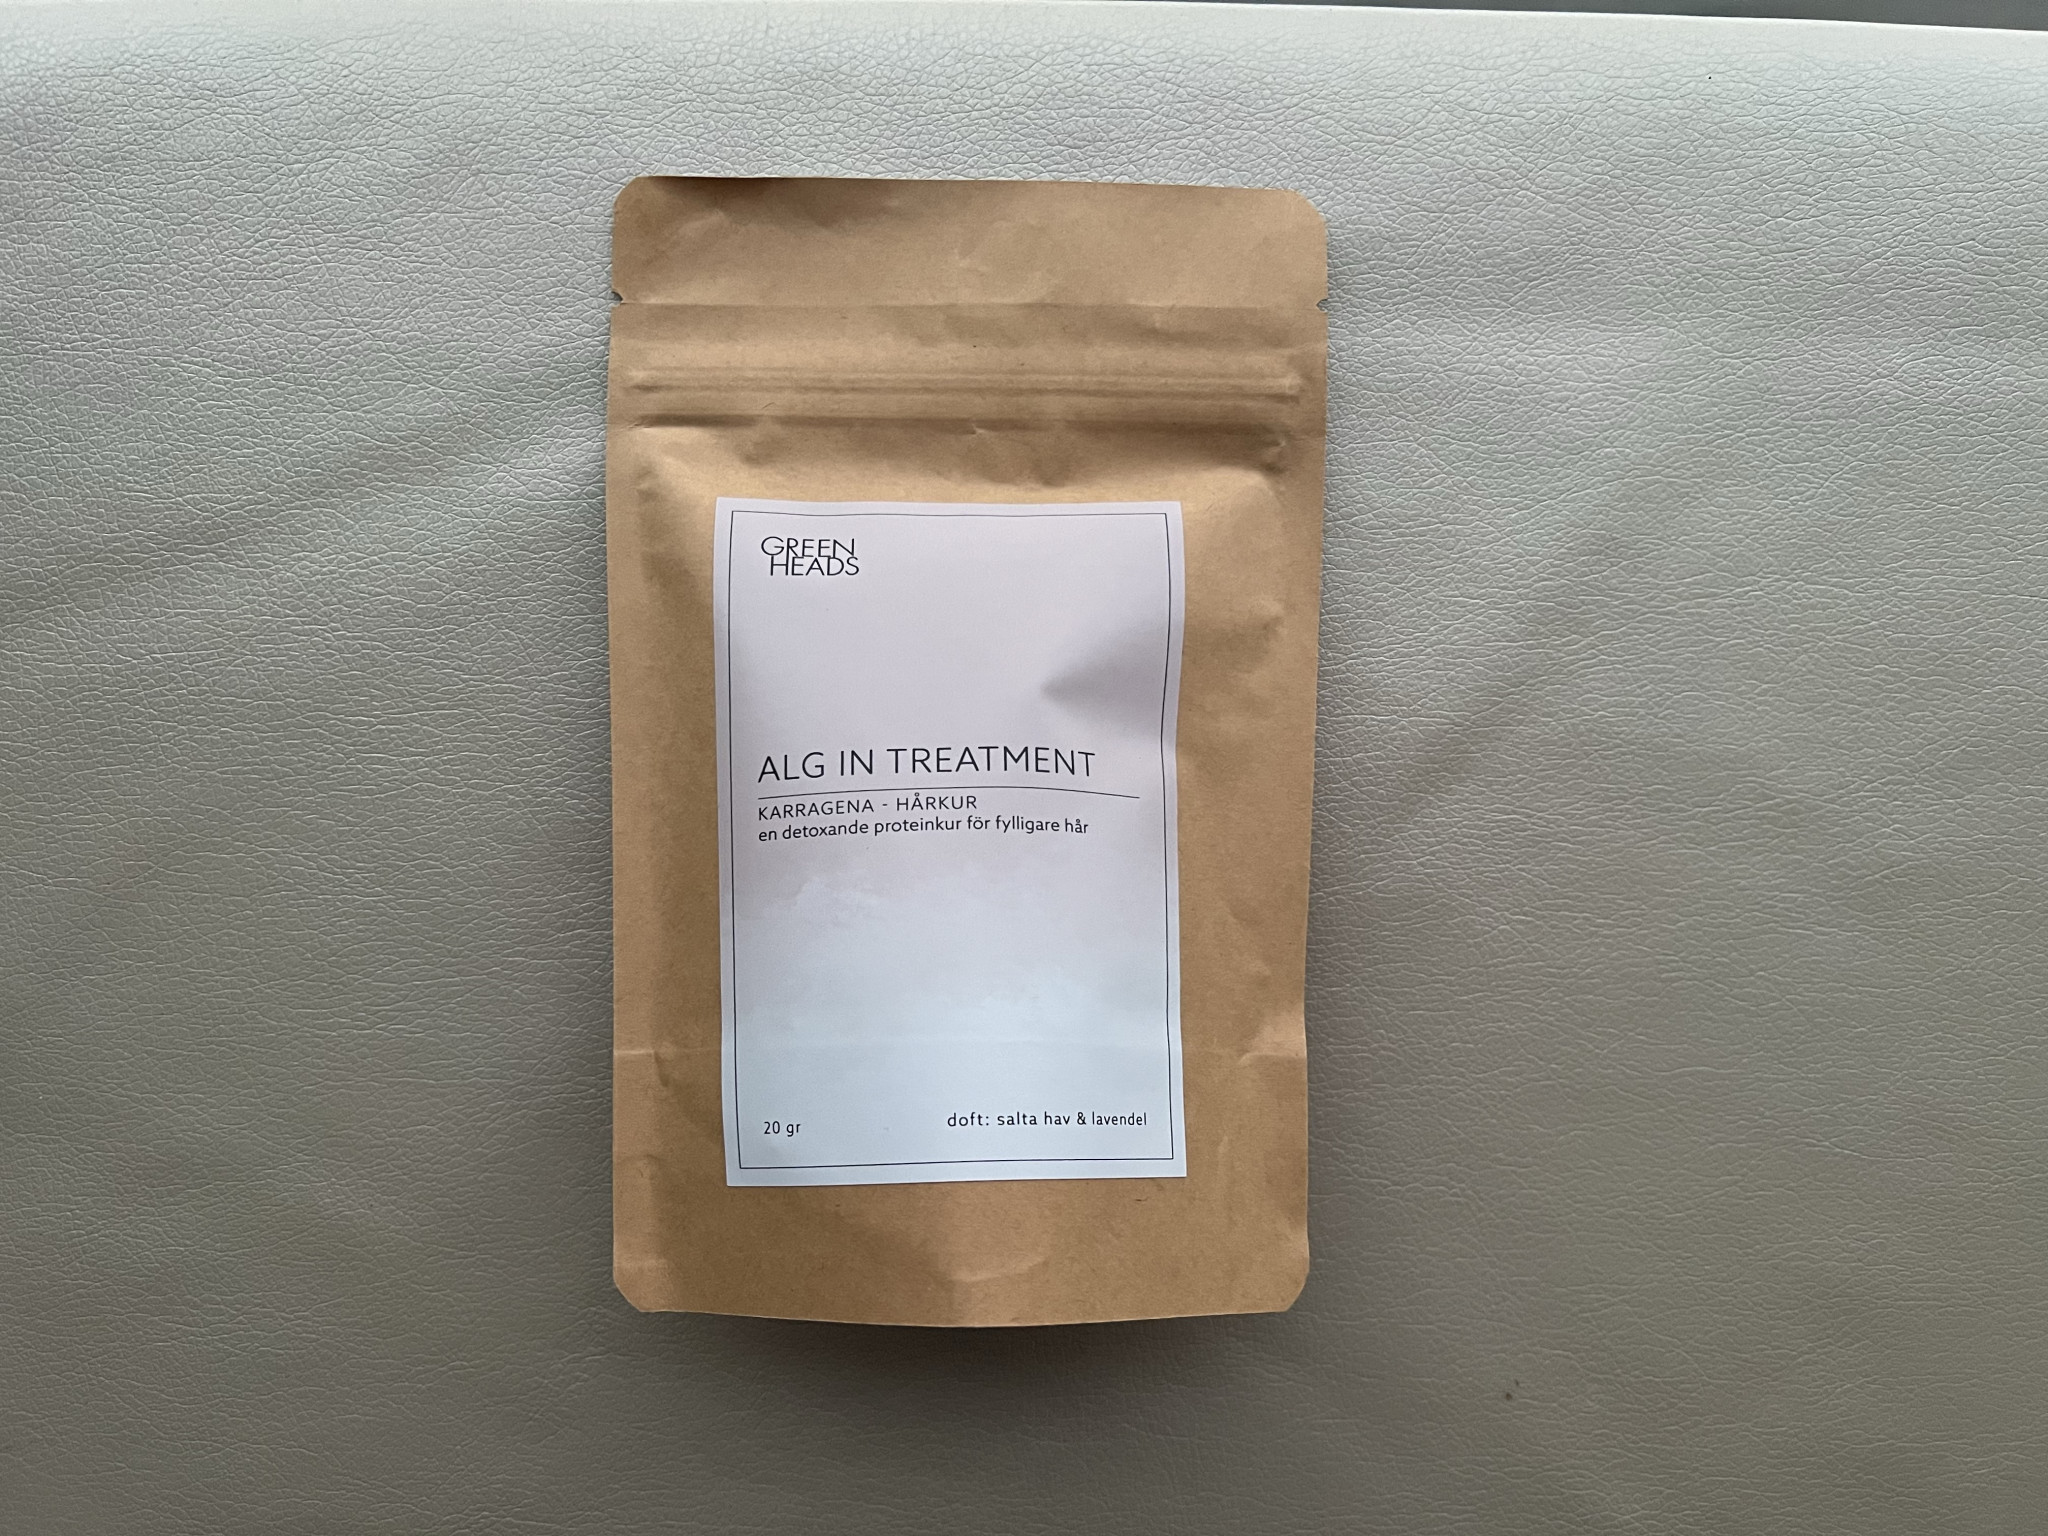 GREEN
HEADS
ALG IN TREATMENT
KARRAGENA - HÅRKUR
en detoxande proteinkur för fylligare hår
20 gr
doft: salta hav & lavendel